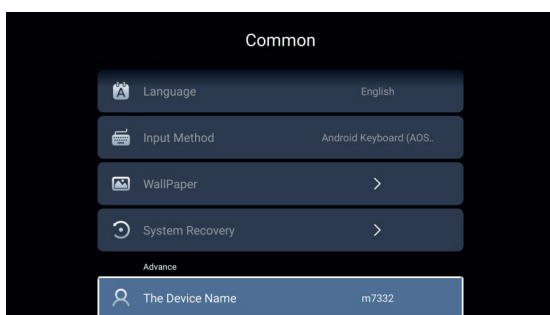 Common
Language English
Input Method Android Keyboard (AOS..
WallPaper
System Recovery
Advance
The Device Name m7332